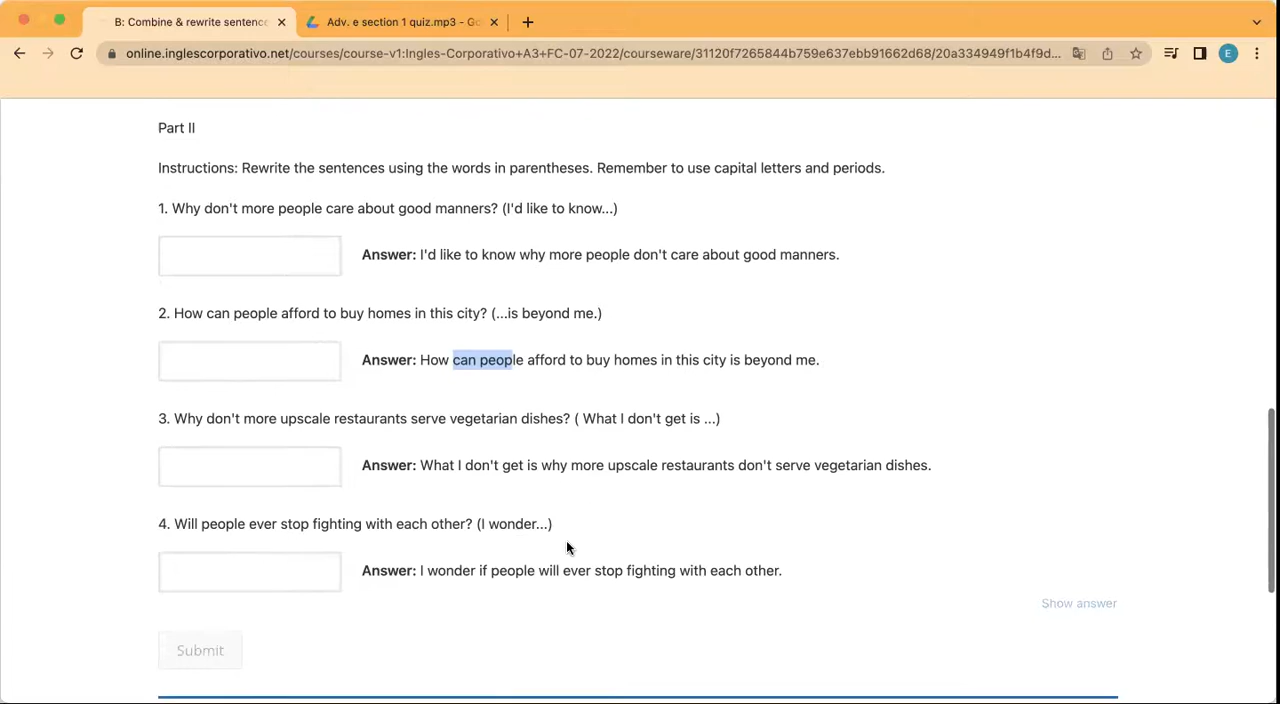 B: Combine & rewrite sentenc
Adv. e section 1 quiz.mp3 - Go
online.inglescorporativo.net/courses/course-v1:Ingles-Corporativo+A3+FC-07-2022/courseware/31120f7265844b759e637ebb91662d68/20a334949f1b4f9d...
E
Part II
Instructions: Rewrite the sentences using the words in parentheses. Remember to use capital letters and periods.
1. Why don't more people care about good manners? (I'd like to know...)
Answer: I'd like to know why more people don't care about good manners.
2. How can people afford to buy homes in this city? (...is beyond me.)
Answer: How can people afford to buy homes in this city is beyond me.
3. Why don't more upscale restaurants serve vegetarian dishes? ( What I don't get is ...)
Answer: What I don't get is why more upscale restaurants don't serve vegetarian dishes.
4. Will people ever stop fighting with each other? (I wonder...)
Answer: I wonder if people will ever stop fighting with each other.
Show answer
Submit